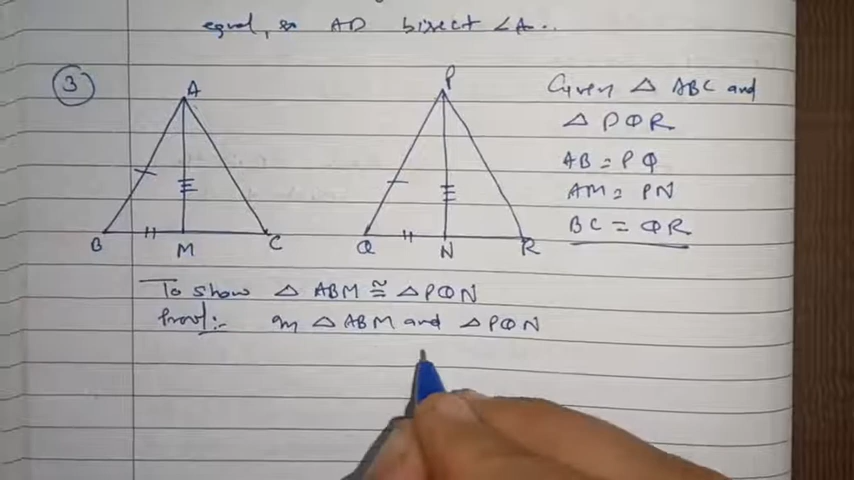 equal, so AD bisect ∠A..
3
A
B
M
C
P
Q
N
R
Given △ ABC and
△ PQR
AB = PQ
AM = PN
BC = QR
To show △ ABM ≅ △PQN
Proof:- In △ ABM and △PQN